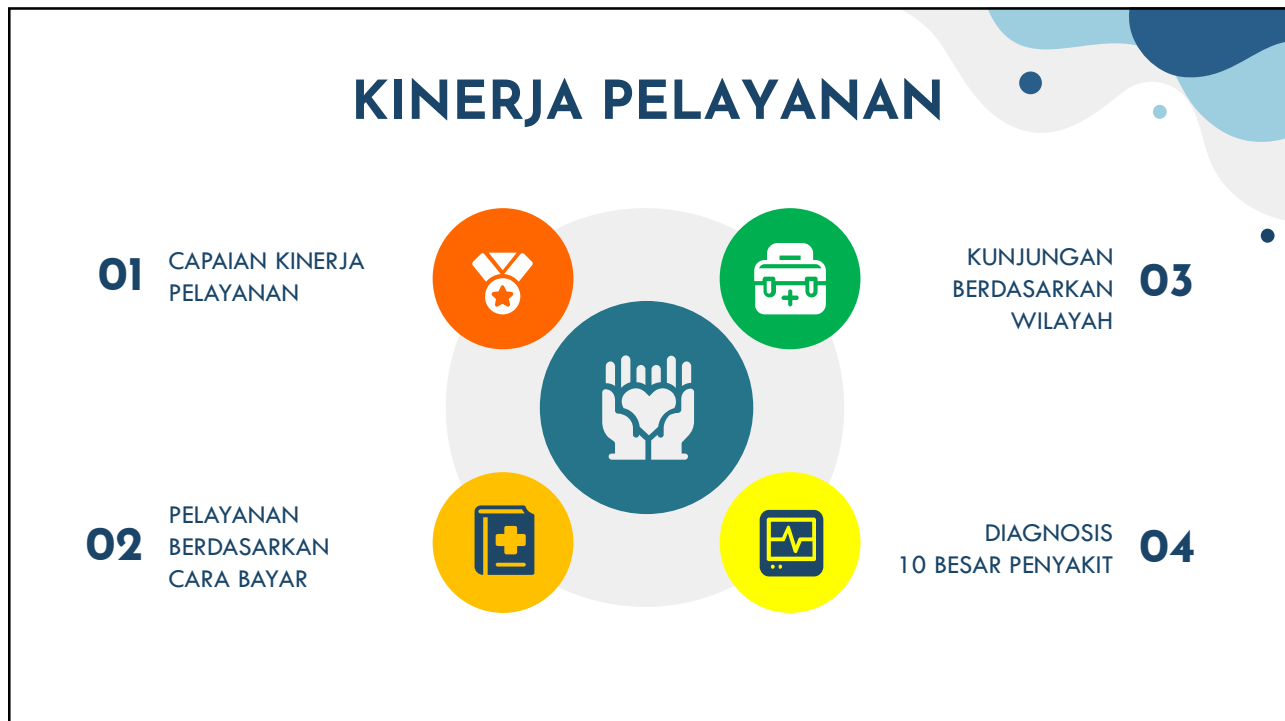 KINERJA PELAYANAN
01
CAPAIAN KINERJA
PELAYANAN
02
PELAYANAN
BERDASARKAN
CARA BAYAR
KUNJUNGAN
BERDASARKAN
WILAYAH
03
DIAGNOSIS
10 BESAR PENYAKIT
04